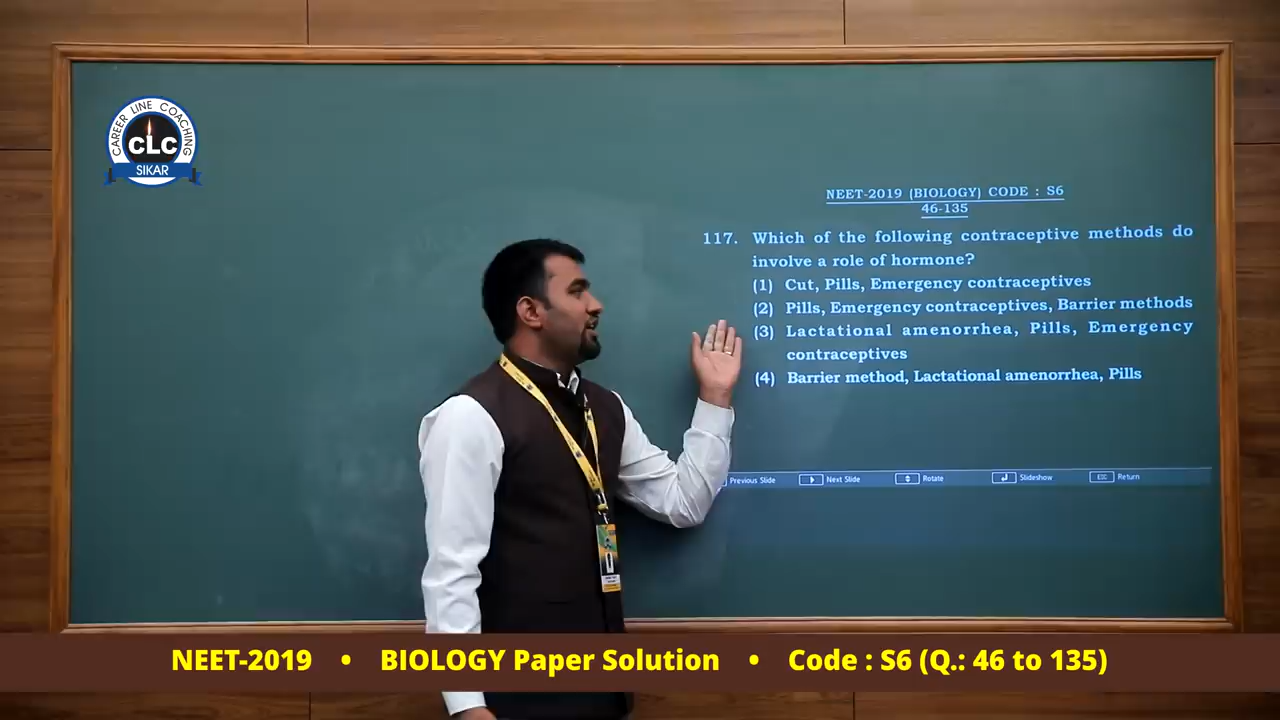 CAREER LINE COACHING
CLC
SIKAR
NEET-2019 (BIOLOGY) CODE : S6
46-135
117. Which of the following contraceptive methods do
involve a role of hormone?
(1) Cut, Pills, Emergency contraceptives
(2) Pills, Emergency contraceptives, Barrier methods
(3) Lactational amenorrhea, Pills, Emergency
contraceptives
(4) Barrier method, Lactational amenorrhea, Pills
Previous Slide Next Slide Rotate Slideshow ESC Return
NEET-2019 • BIOLOGY Paper Solution • Code : S6 (Q.: 46 to 135)